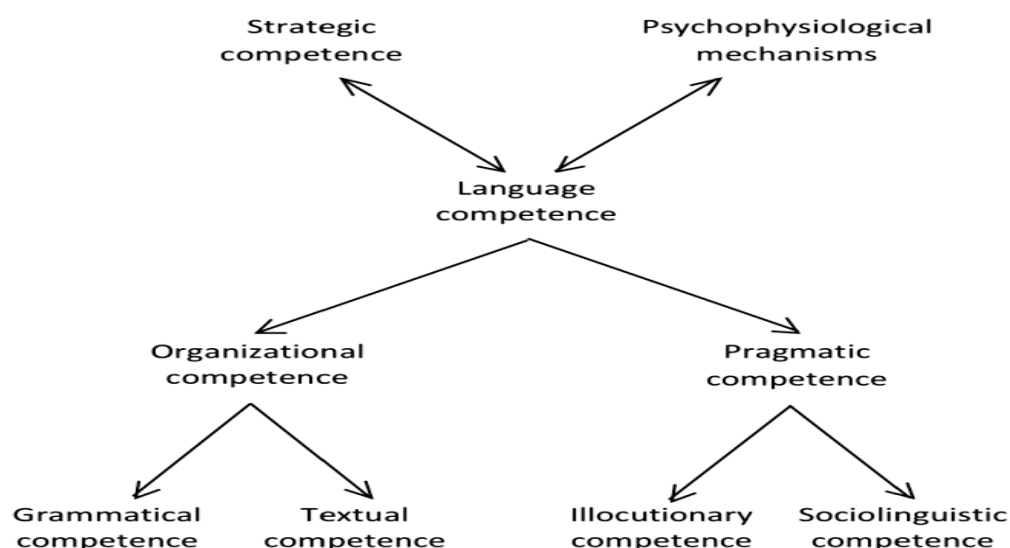 Strategic
competence
Psychophysiological
mechanisms
Language
competence
Organizational
competence
Pragmatic
competence
Grammatical
competence
Textual
competence
Illocutionary
competence
Sociolinguistic
competence